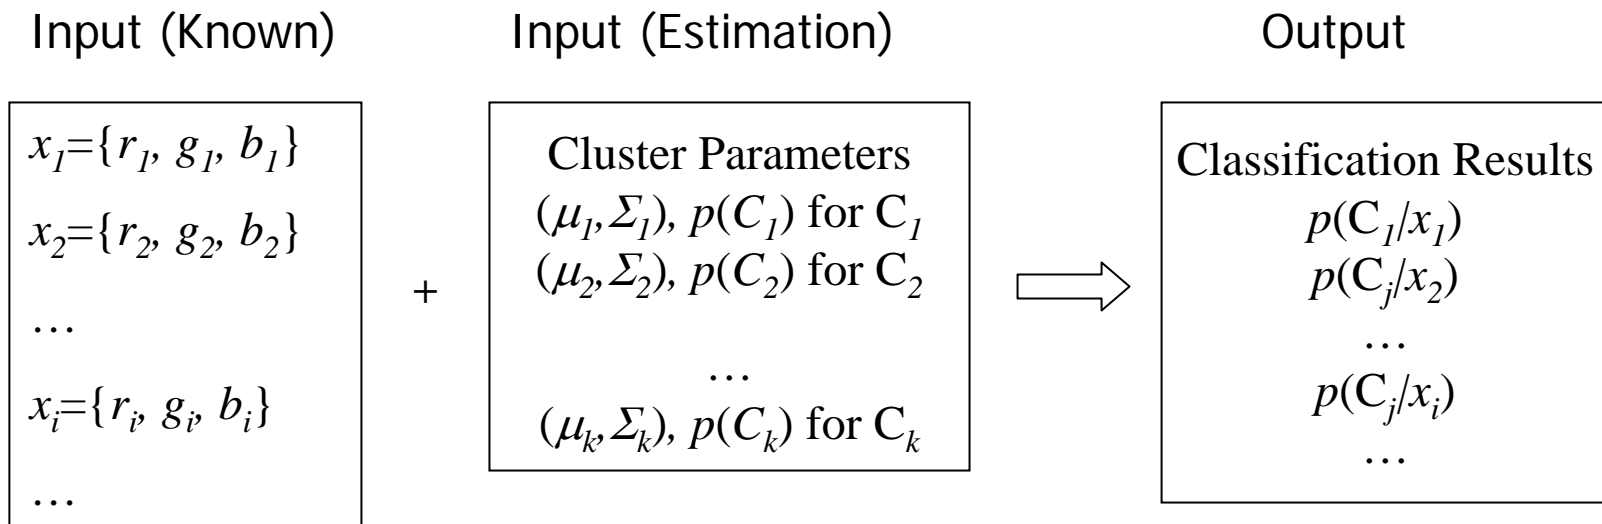 Input (Known)
Input (Estimation)
Output
x₁={r₁, g₁, b₁}
x₂={r₂, g₂, b₂}
…
xᵢ={rᵢ, gᵢ, bᵢ}
…
+
Cluster Parameters
(μ₁,Σ₁), p(C₁) for C₁
(μ₂,Σ₂), p(C₂) for C₂
…
(μₖ,Σₖ), p(Cₖ) for Cₖ
Classification Results
p(C₁/x₁)
p(Cⱼ/x₂)
…
p(Cⱼ/xᵢ)
…